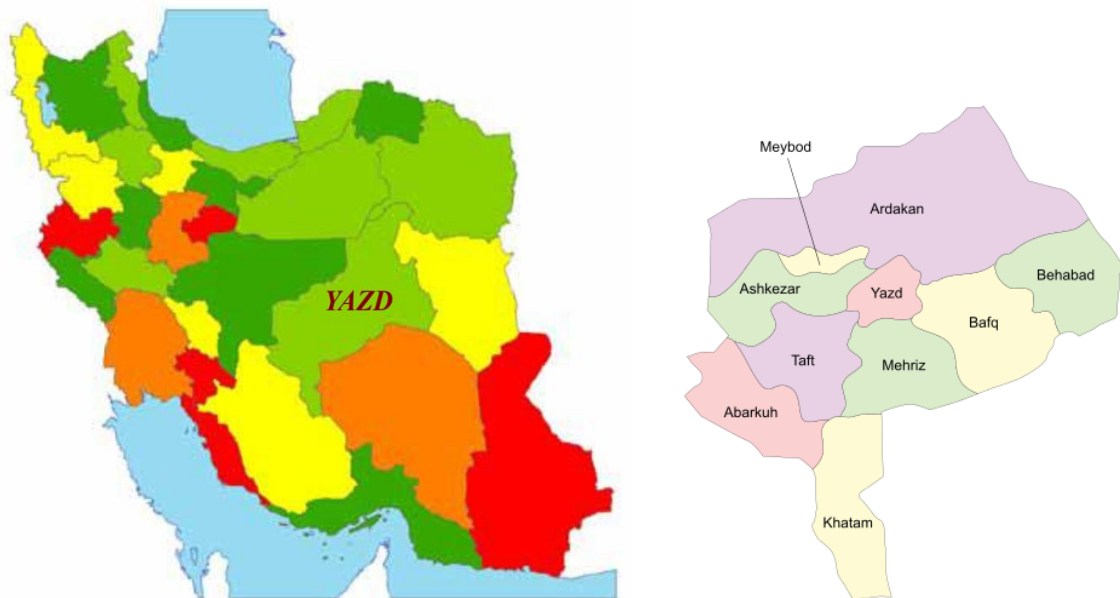 YAZD
Meybod
Ardakan
Behabad
Ashkezar
Yazd
Bafq
Taft
Mehriz
Abarkuh
Khatam